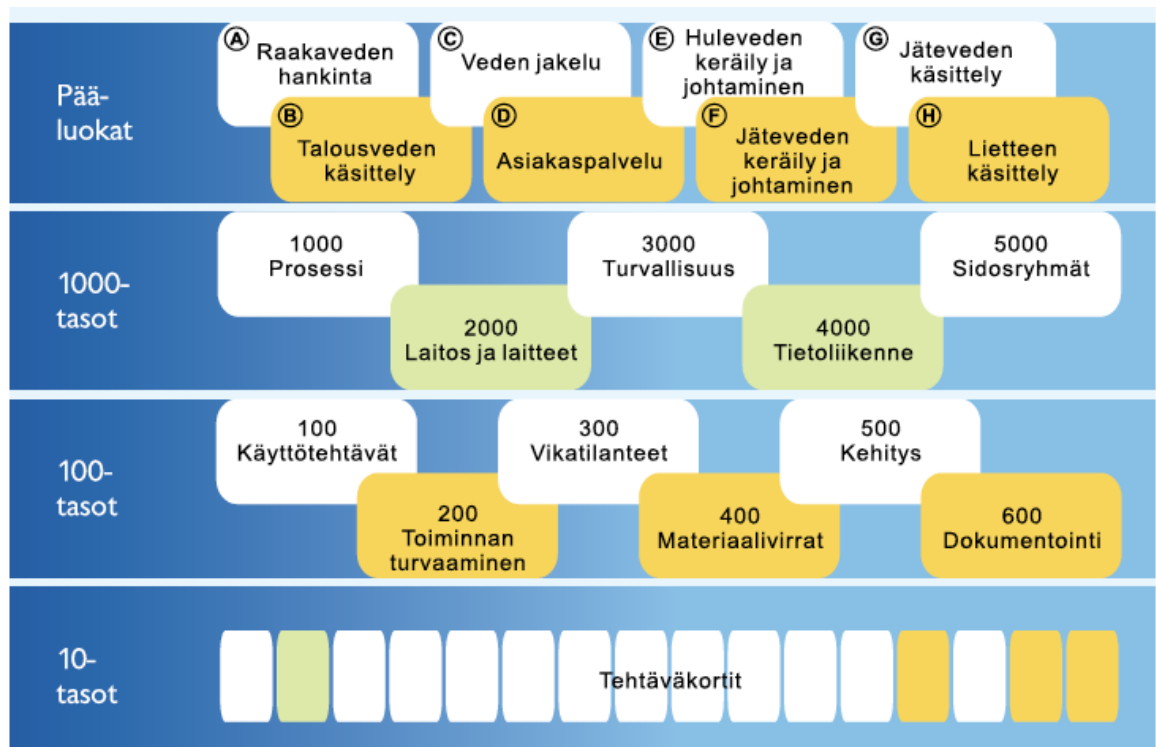 Pää-
luokat
A
Raakaveden
hankinta
B
Talousveden
käsittely
C
Veden jakelu
D
Asiakaspalvelu
E
Huleveden
keräily ja
johtaminen
F
Jäteveden
keräily ja
johtaminen
G
Jäteveden
käsittely
H
Lietteen
käsittely
1000-
tasot
1000
Prosessi
2000
Laitos ja laitteet
3000
Turvallisuus
4000
Tietoliikenne
5000
Sidosryhmät
100-
tasot
100
Käyttötehtävät
200
Toiminnan
turvaaminen
300
Vikatilanteet
400
Materiaalivirrat
500
Kehitys
600
Dokumentointi
10-
tasot
Tehtäväkortit